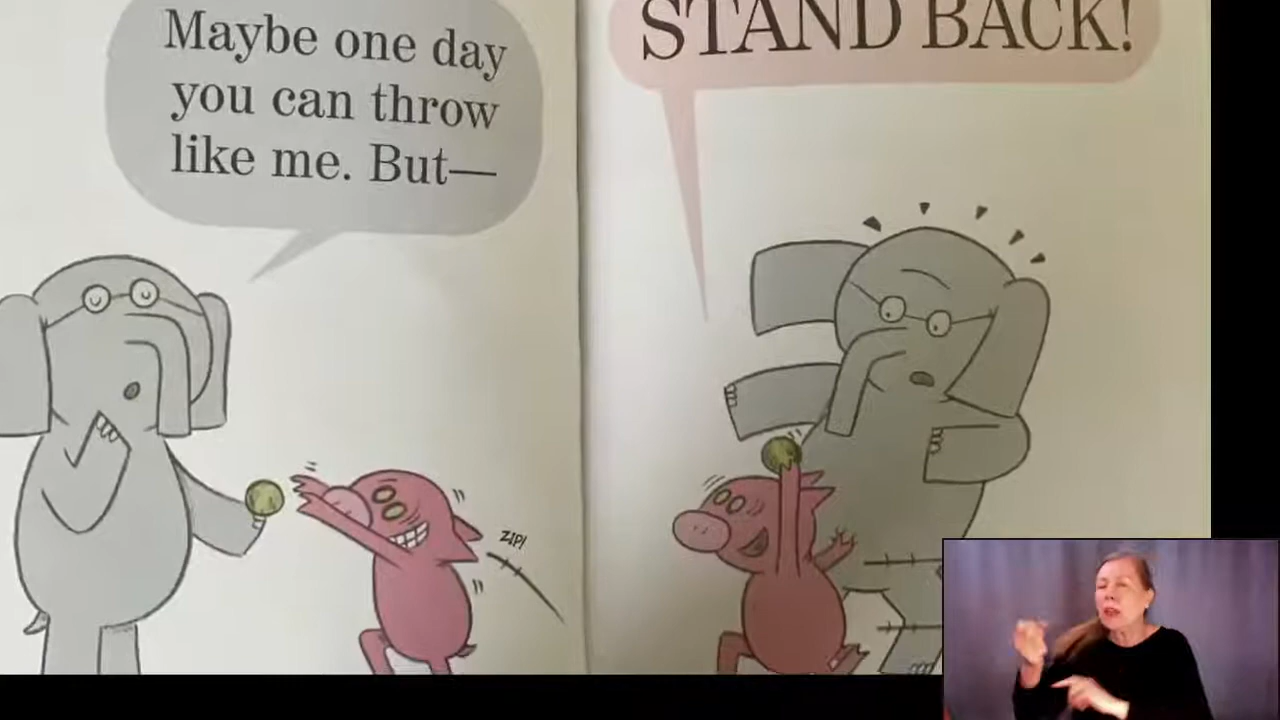 Maybe one day
you can throw
like me. But—
ZIP!
STAND BACK!